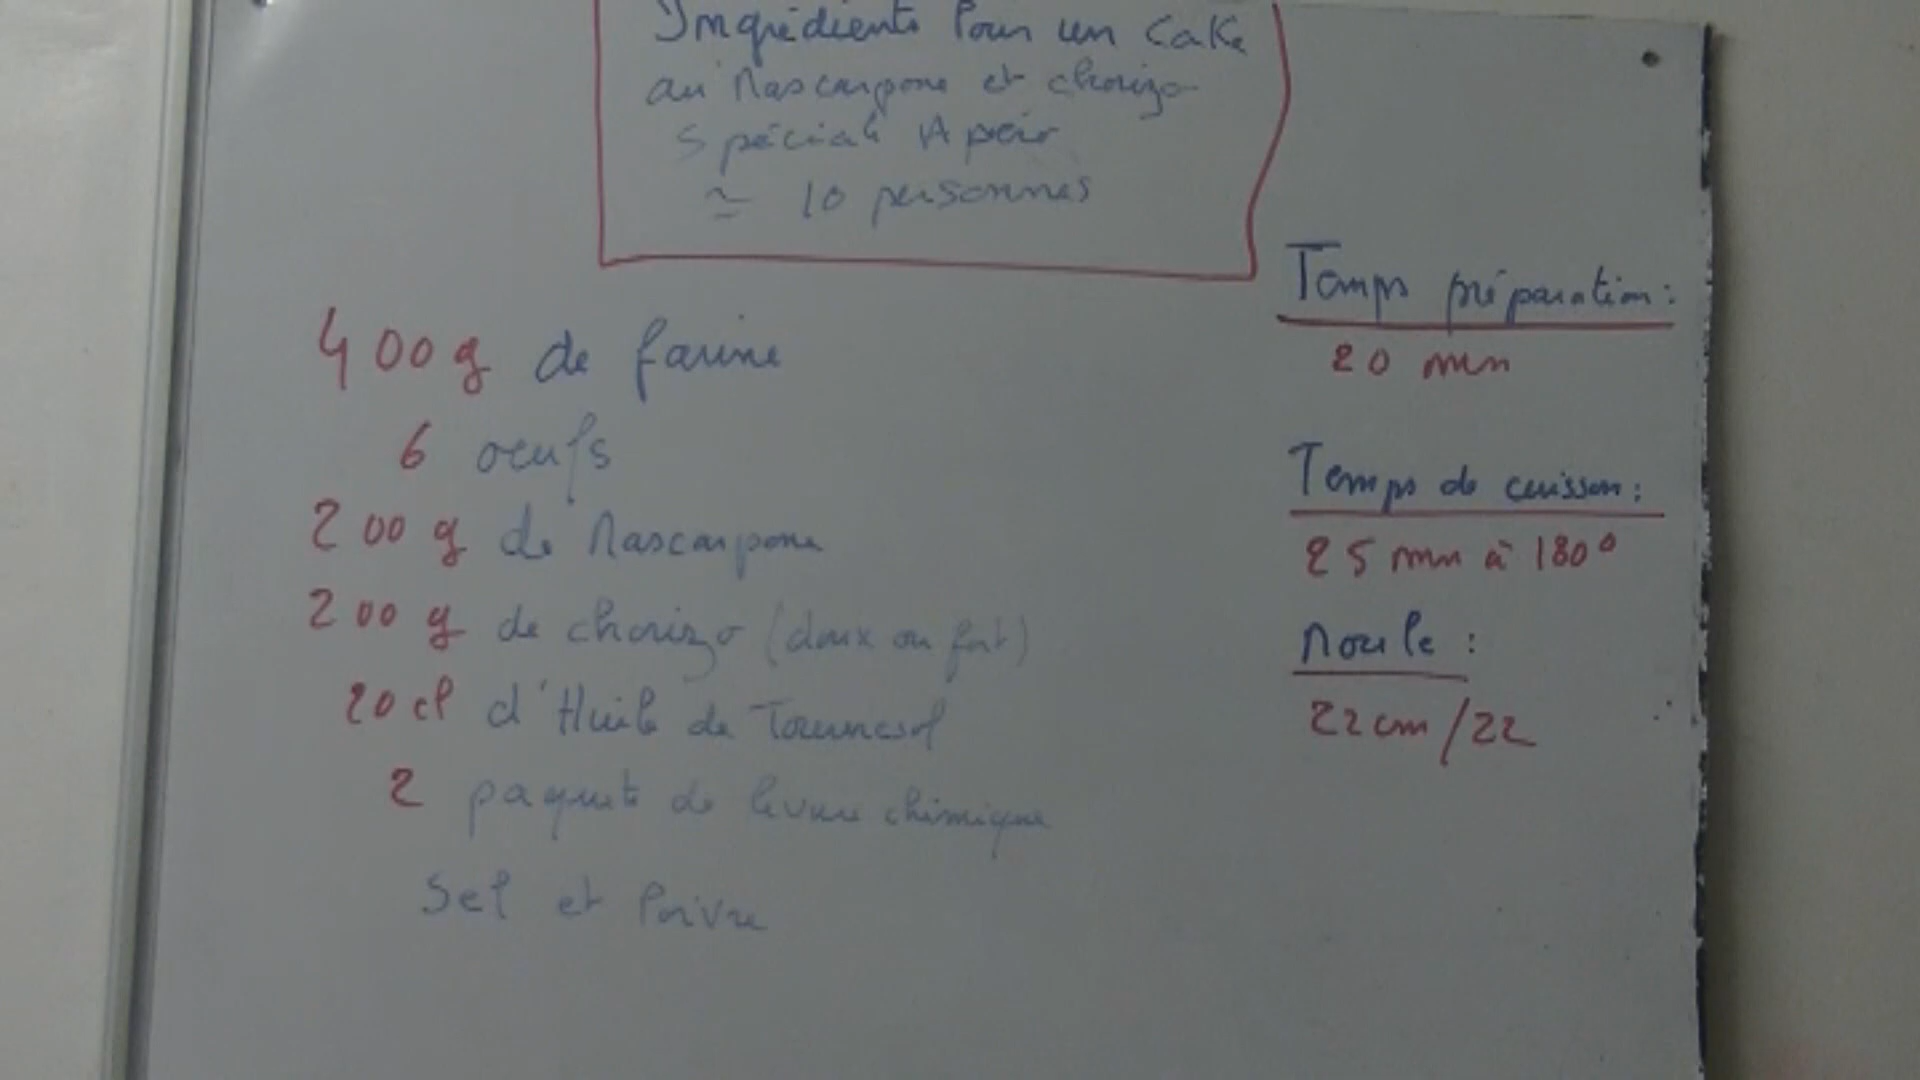 Ingrédients Pour un Cake
au Mascarpone et chorizo
Spécial Apéro
≃ 10 personnes
400g de farine
6 oeufs
200 g de Mascarpone
200 g de chorizo (doux ou fort)
20 cl d'Huile de Tournesol
2 paquets de levure chimique
Sel et Poivre
Temps préparation :
20 mn
Temps de cuisson :
25 mn à 180°
Moule :
22 cm / 22